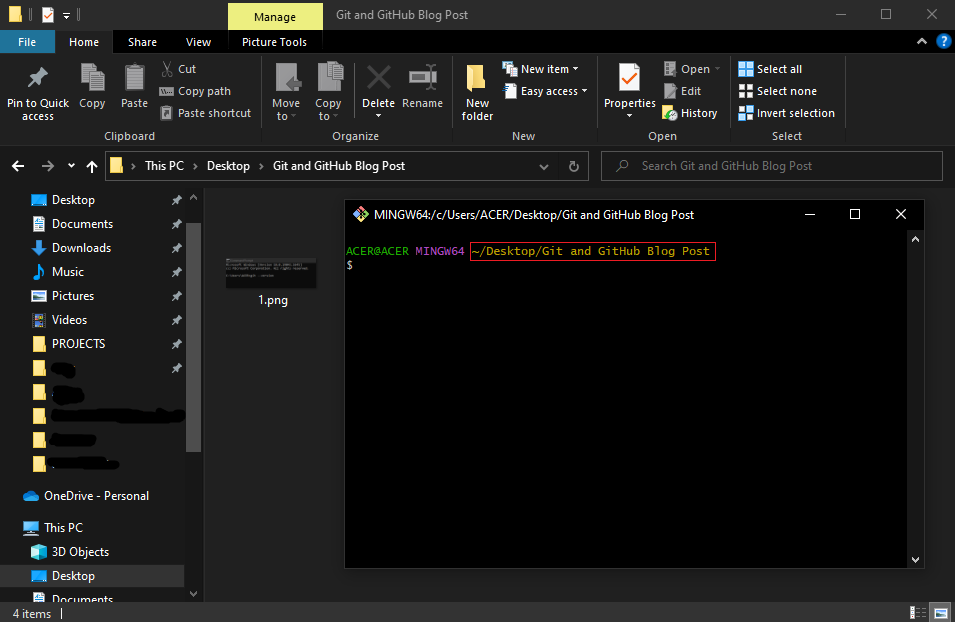 Manage
Git and GitHub Blog Post
File
Home
Share
View
Picture Tools
Pin to Quick access
Copy
Paste
Cut
Copy path
Paste shortcut
Clipboard
Move to
Copy to
Delete
Rename
Organize
New folder
New item
Easy access
New
Properties
Open
Edit
History
Open
Select all
Select none
Invert selection
Select
This PC > Desktop > Git and GitHub Blog Post
Search Git and GitHub Blog Post
Desktop
Documents
Downloads
Music
Pictures
Videos
PROJECTS
OneDrive - Personal
This PC
3D Objects
Desktop
Documents
1.png
MINGW64:/c/Users/ACER/Desktop/Git and GitHub Blog Post
ACER@ACER MINGW64 ~/Desktop/Git and GitHub Blog Post
$
4 items